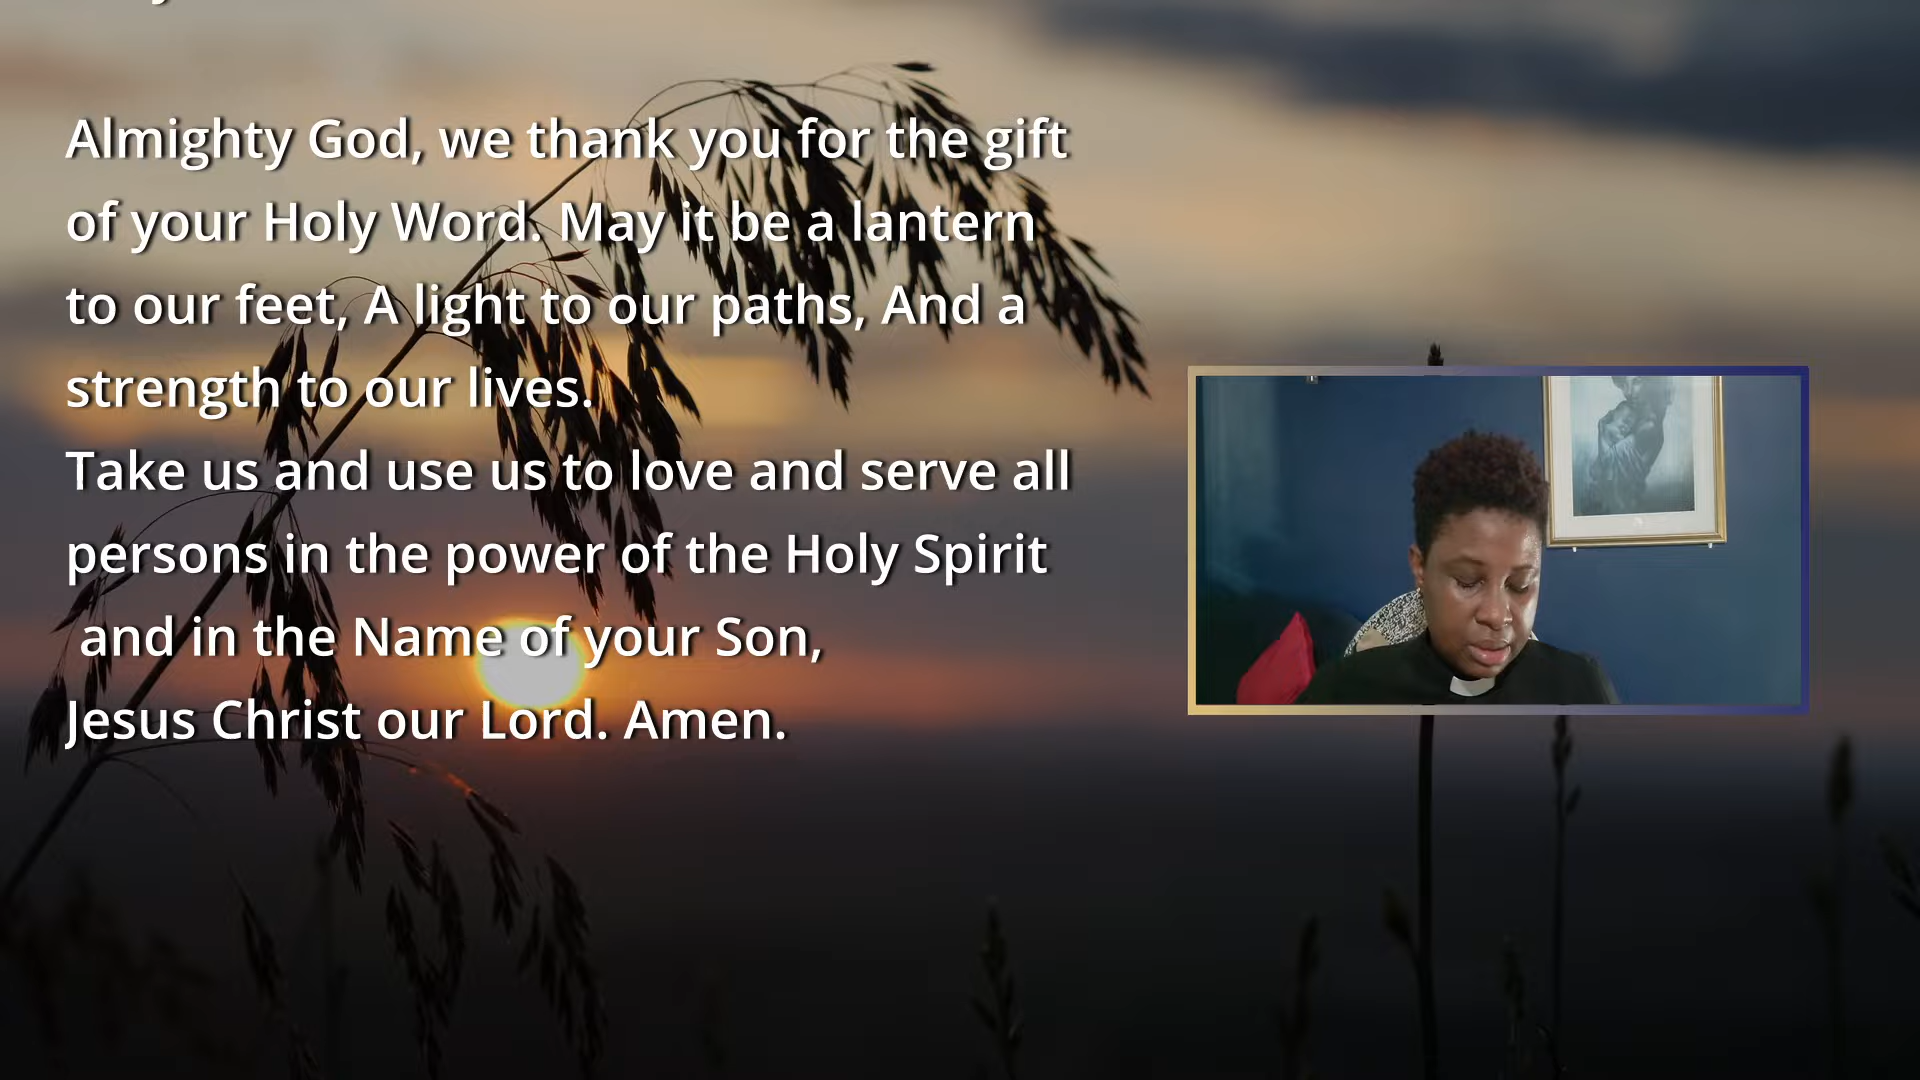 Almighty God, we thank you for the gift
of your Holy Word. May it be a lantern
to our feet, A light to our paths, And a
strength to our lives.
Take us and use us to love and serve all
persons in the power of the Holy Spirit
and in the Name of your Son,
Jesus Christ our Lord. Amen.